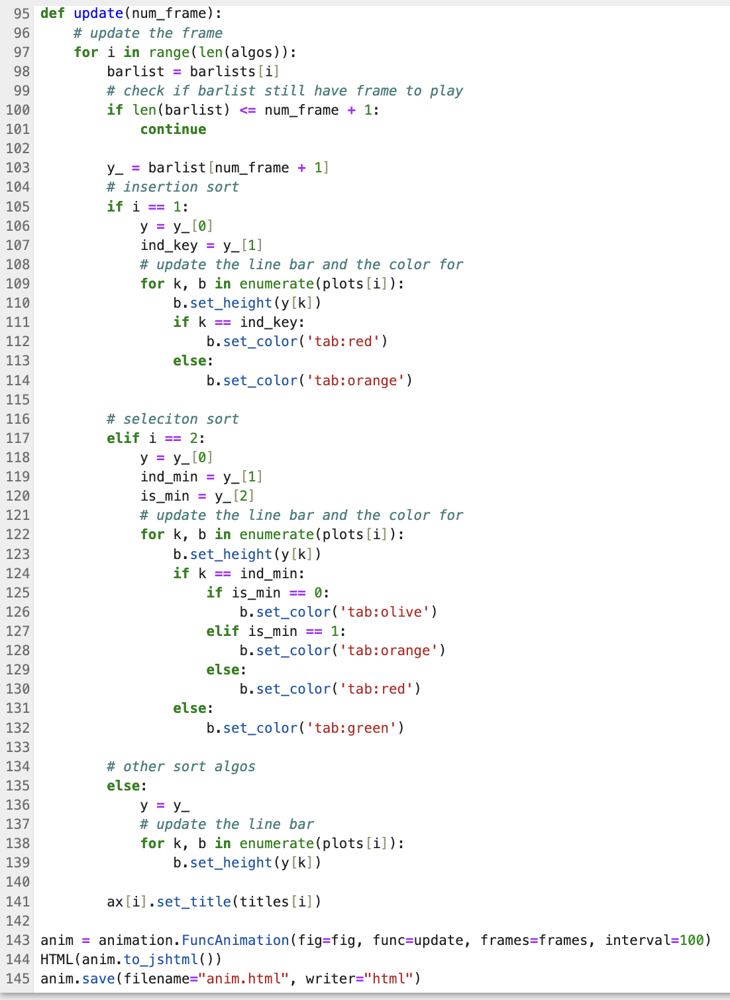 95 def update(num_frame):
96     # update the frame
97     for i in range(len(algos)):
98         barlist = barlists[i]
99         # check if barlist still have frame to play
100         if len(barlist) <= num_frame + 1:
101             continue
102
103         y_ = barlist[num_frame + 1]
104         # insertion sort
105         if i == 1:
106             y = y_[0]
107             ind_key = y_[1]
108             # update the line bar and the color for
109             for k, b in enumerate(plots[i]):
110                 b.set_height(y[k])
111                 if k == ind_key:
112                     b.set_color('tab:red')
113                 else:
114                     b.set_color('tab:orange')
115
116         # seleciton sort
117         elif i == 2:
118             y = y_[0]
119             ind_min = y_[1]
120             is_min = y_[2]
121             # update the line bar and the color for
122             for k, b in enumerate(plots[i]):
123                 b.set_height(y[k])
124                 if k == ind_min:
125                     if is_min == 0:
126                         b.set_color('tab:olive')
127                     elif is_min == 1:
128                         b.set_color('tab:orange')
129                     else:
130                         b.set_color('tab:red')
131                 else:
132                     b.set_color('tab:green')
133
134         # other sort algos
135         else:
136             y = y_
137             # update the line bar
138             for k, b in enumerate(plots[i]):
139                 b.set_height(y[k])
140
141         ax[i].set_title(titles[i])
142
143 anim = animation.FuncAnimation(fig=fig, func=update, frames=frames, interval=100)
144 HTML(anim.to_jshtml())
145 anim.save(filename="anim.html", writer="html")